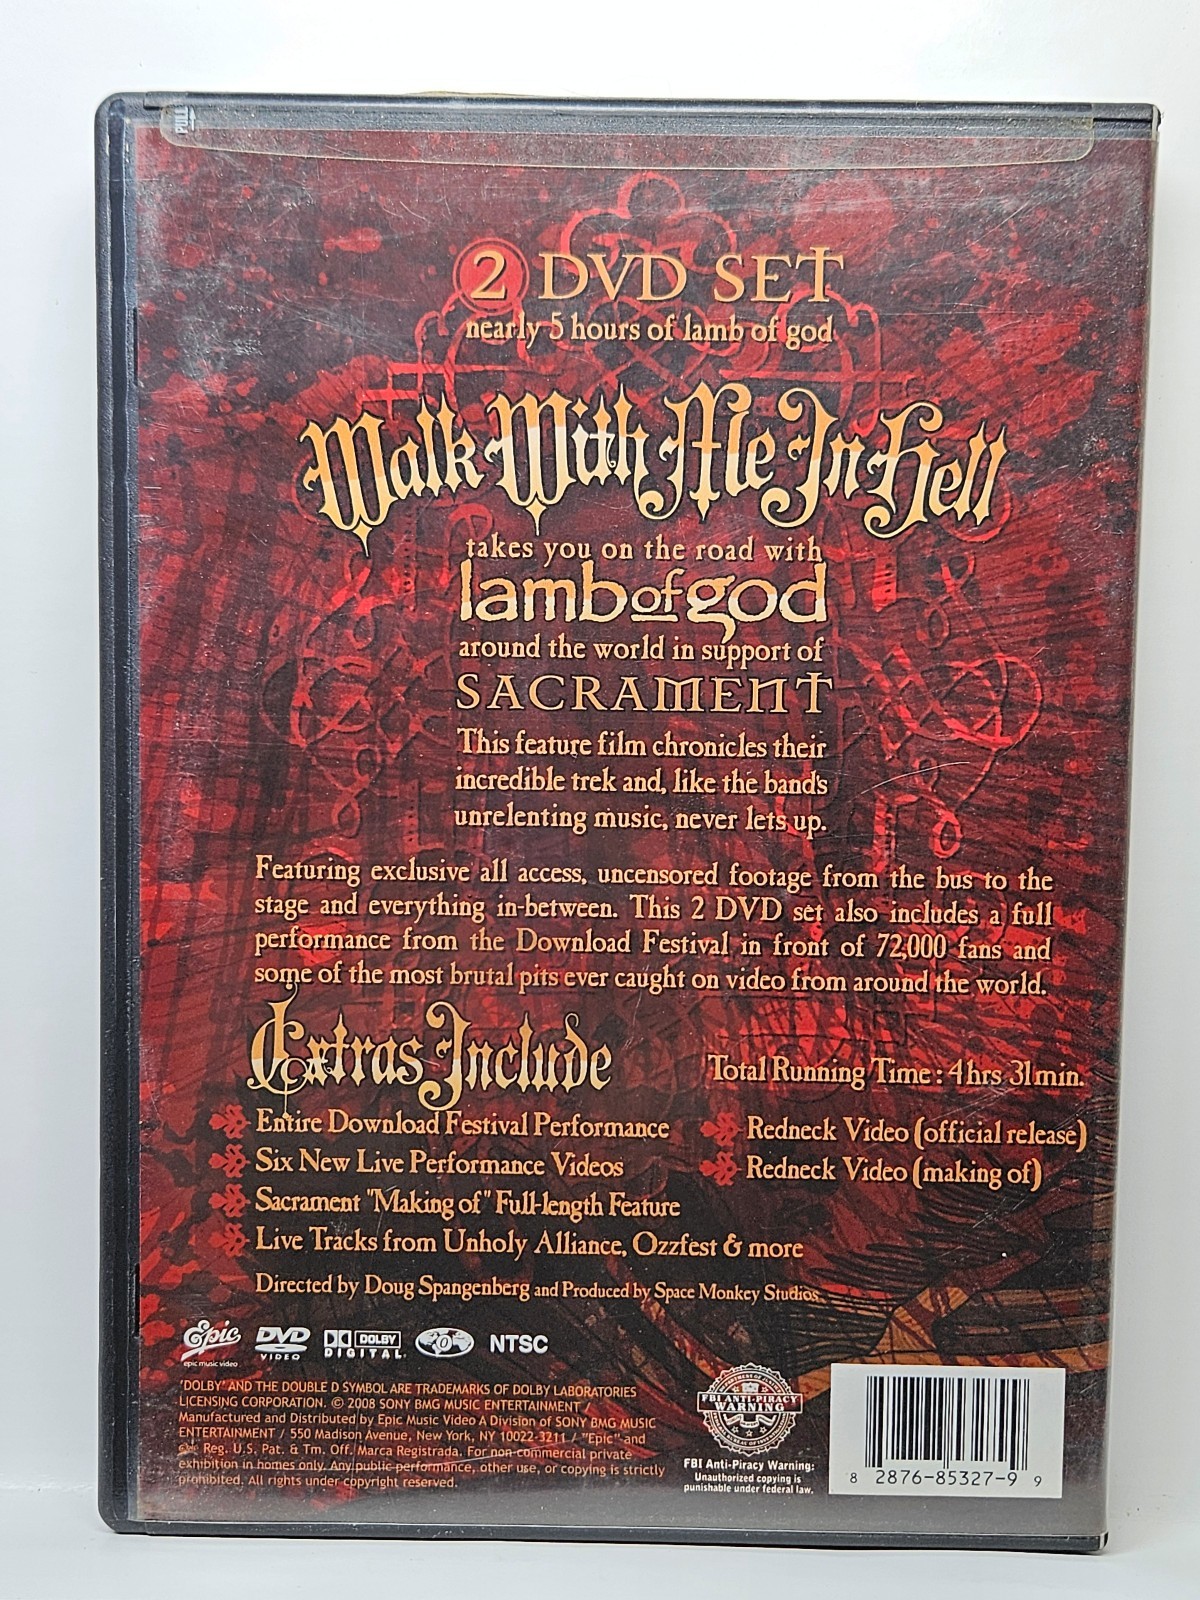 PULL
2 DVD SET
nearly 5 hours of lamb of god
Walk With Me In Hell
takes you on the road with
lamb of god
around the world in support of
SACRAMENT
This feature film chronicles their
incredible trek and, like the band's
unrelenting music, never lets up.
Featuring exclusive all access, uncensored footage from the bus to the
stage and everything in-between. This 2 DVD set also includes a full
performance from the Download Festival in front of 72,000 fans and
some of the most brutal pits ever caught on video from around the world.
Extras Include
Total Running Time: 4hrs 31min.
Entire Download Festival Performance
Six New Live Performance Videos
Sacrament "Making of" Full-length Feature
Live Tracks from Unholy Alliance, Ozzfest & more
Redneck Video (official release)
Redneck Video (making of)
Directed by Doug Spangenberg and Produced by Space Monkey Studios.
Epic
epic music video
DVD
VIDEO
DOLBY
DIGITAL
0
NTSC
'DOLBY' AND THE DOUBLE D SYMBOL ARE TRADEMARKS OF DOLBY LABORATORIES
LICENSING CORPORATION. © 2008 SONY BMG MUSIC ENTERTAINMENT /
Manufactured and Distributed by Epic Music Video A Division of SONY BMG MUSIC
ENTERTAINMENT / 550 Madison Avenue, New York, NY 10022-3211 / "Epic" and
Reg. U.S. Pat. & Tm. Off. Marca Registrada. For non-commercial private
exhibition in homes only. Any public performance, other use, or copying is strictly
prohibited. All rights under copyright reserved.
FBI ANTI-PIRACY
WARNING
FBI Anti-Piracy Warning:
Unauthorized copying is
punishable under federal law.
8 2876-85327-9 9